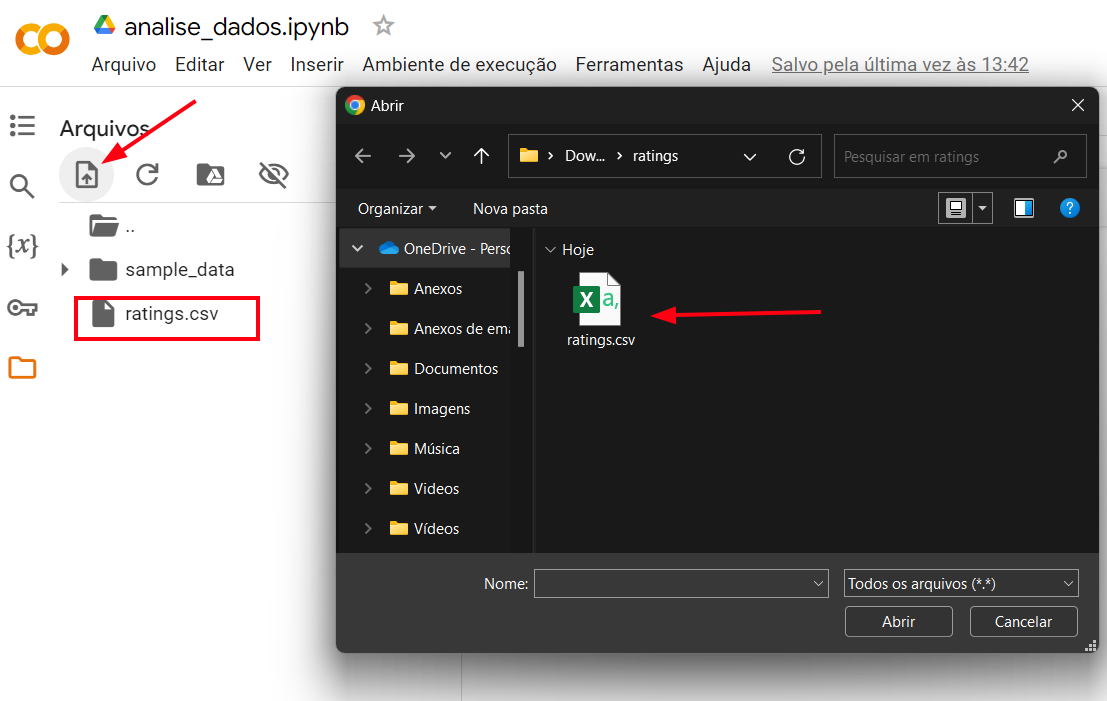 analise_dados.ipynb
Arquivo Editar Ver Inserir Ambiente de execução Ferramentas Ajuda Salvo pela última vez às 13:42
Arquivos
..
sample_data
ratings.csv
{x}
Abrir
Dow... > ratings
Pesquisar em ratings
Organizar Nova pasta
?
OneDrive - Perso
Anexos
Anexos de ema
Documentos
Imagens
Música
Videos
Vídeos
Hoje
X a,
ratings.csv
Nome:
Todos os arquivos (*.*)
Abrir Cancelar